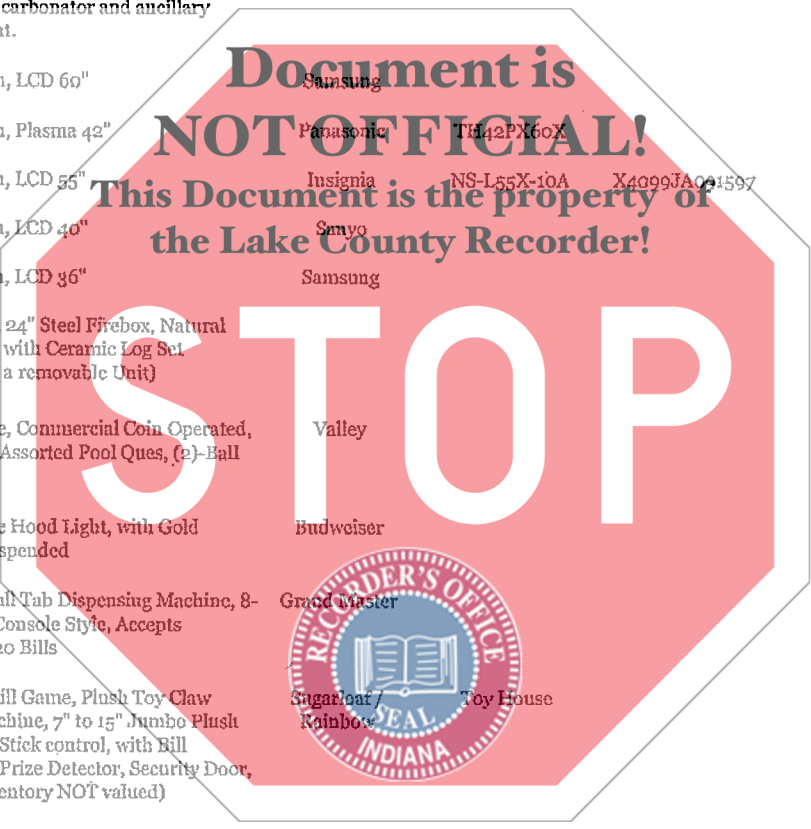 carbonator and ancillary
nt.
Document is
n, LCD 60" Samsung
NOT OFFICIAL!
n, Plasma 42" Panasonic TH42PX60X
n, LCD 55" Insignia NS-L55X-10A X4099JA091597
This Document is the property of
n, LCD 40" Sanyo
the Lake County Recorder!
n, LCD 36" Samsung
24" Steel Firebox, Natural
with Ceramic Log Set
a removable Unit)
STOP
e, Commercial Coin Operated, Valley
Assorted Pool Ques, (2)-Ball
e Hood Light, with Gold Budweiser
spended
ull Tab Dispensing Machine, 8- Grand Master
Console Style, Accepts
20 Bills
RECORDER'S OFFICE
SEAL
INDIANA
ill Game, Plush Toy Claw Sugarloaf / Toy House
chine, 7" to 15" Jumbo Plush Rainbow
Stick control, with Bill
Prize Detector, Security Door,
entory NOT valued)